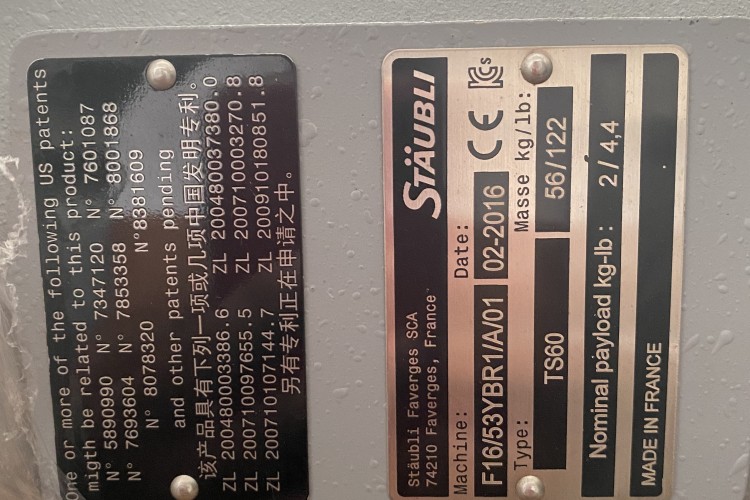 One or more of the following US patents
migth be related to this product:
N° 5890990 N° 7347120 N° 7601087
N° 7693604 N° 7853358 N° 8001868
N° 8078320 N°8381609
and other patents pending
该产品具有下列一项或几项中国发明专利。
ZL 200480003386.6 ZL 200480037380.0
ZL 200710097655.5 ZL 200710003270.8
ZL 200710107144.7 ZL 200910180851.8
另有专利正在申请之中。
STÄUBLI
Stäubli Faverges SCA
74210 Faverges, France
Machine: Date: CE KCs
F16/53YBR1/A/01 02-2016
Type: Masse kg/lb:
TS60 56/122
Nominal payload kg-lb : 2 / 4,4
MADE IN FRANCE